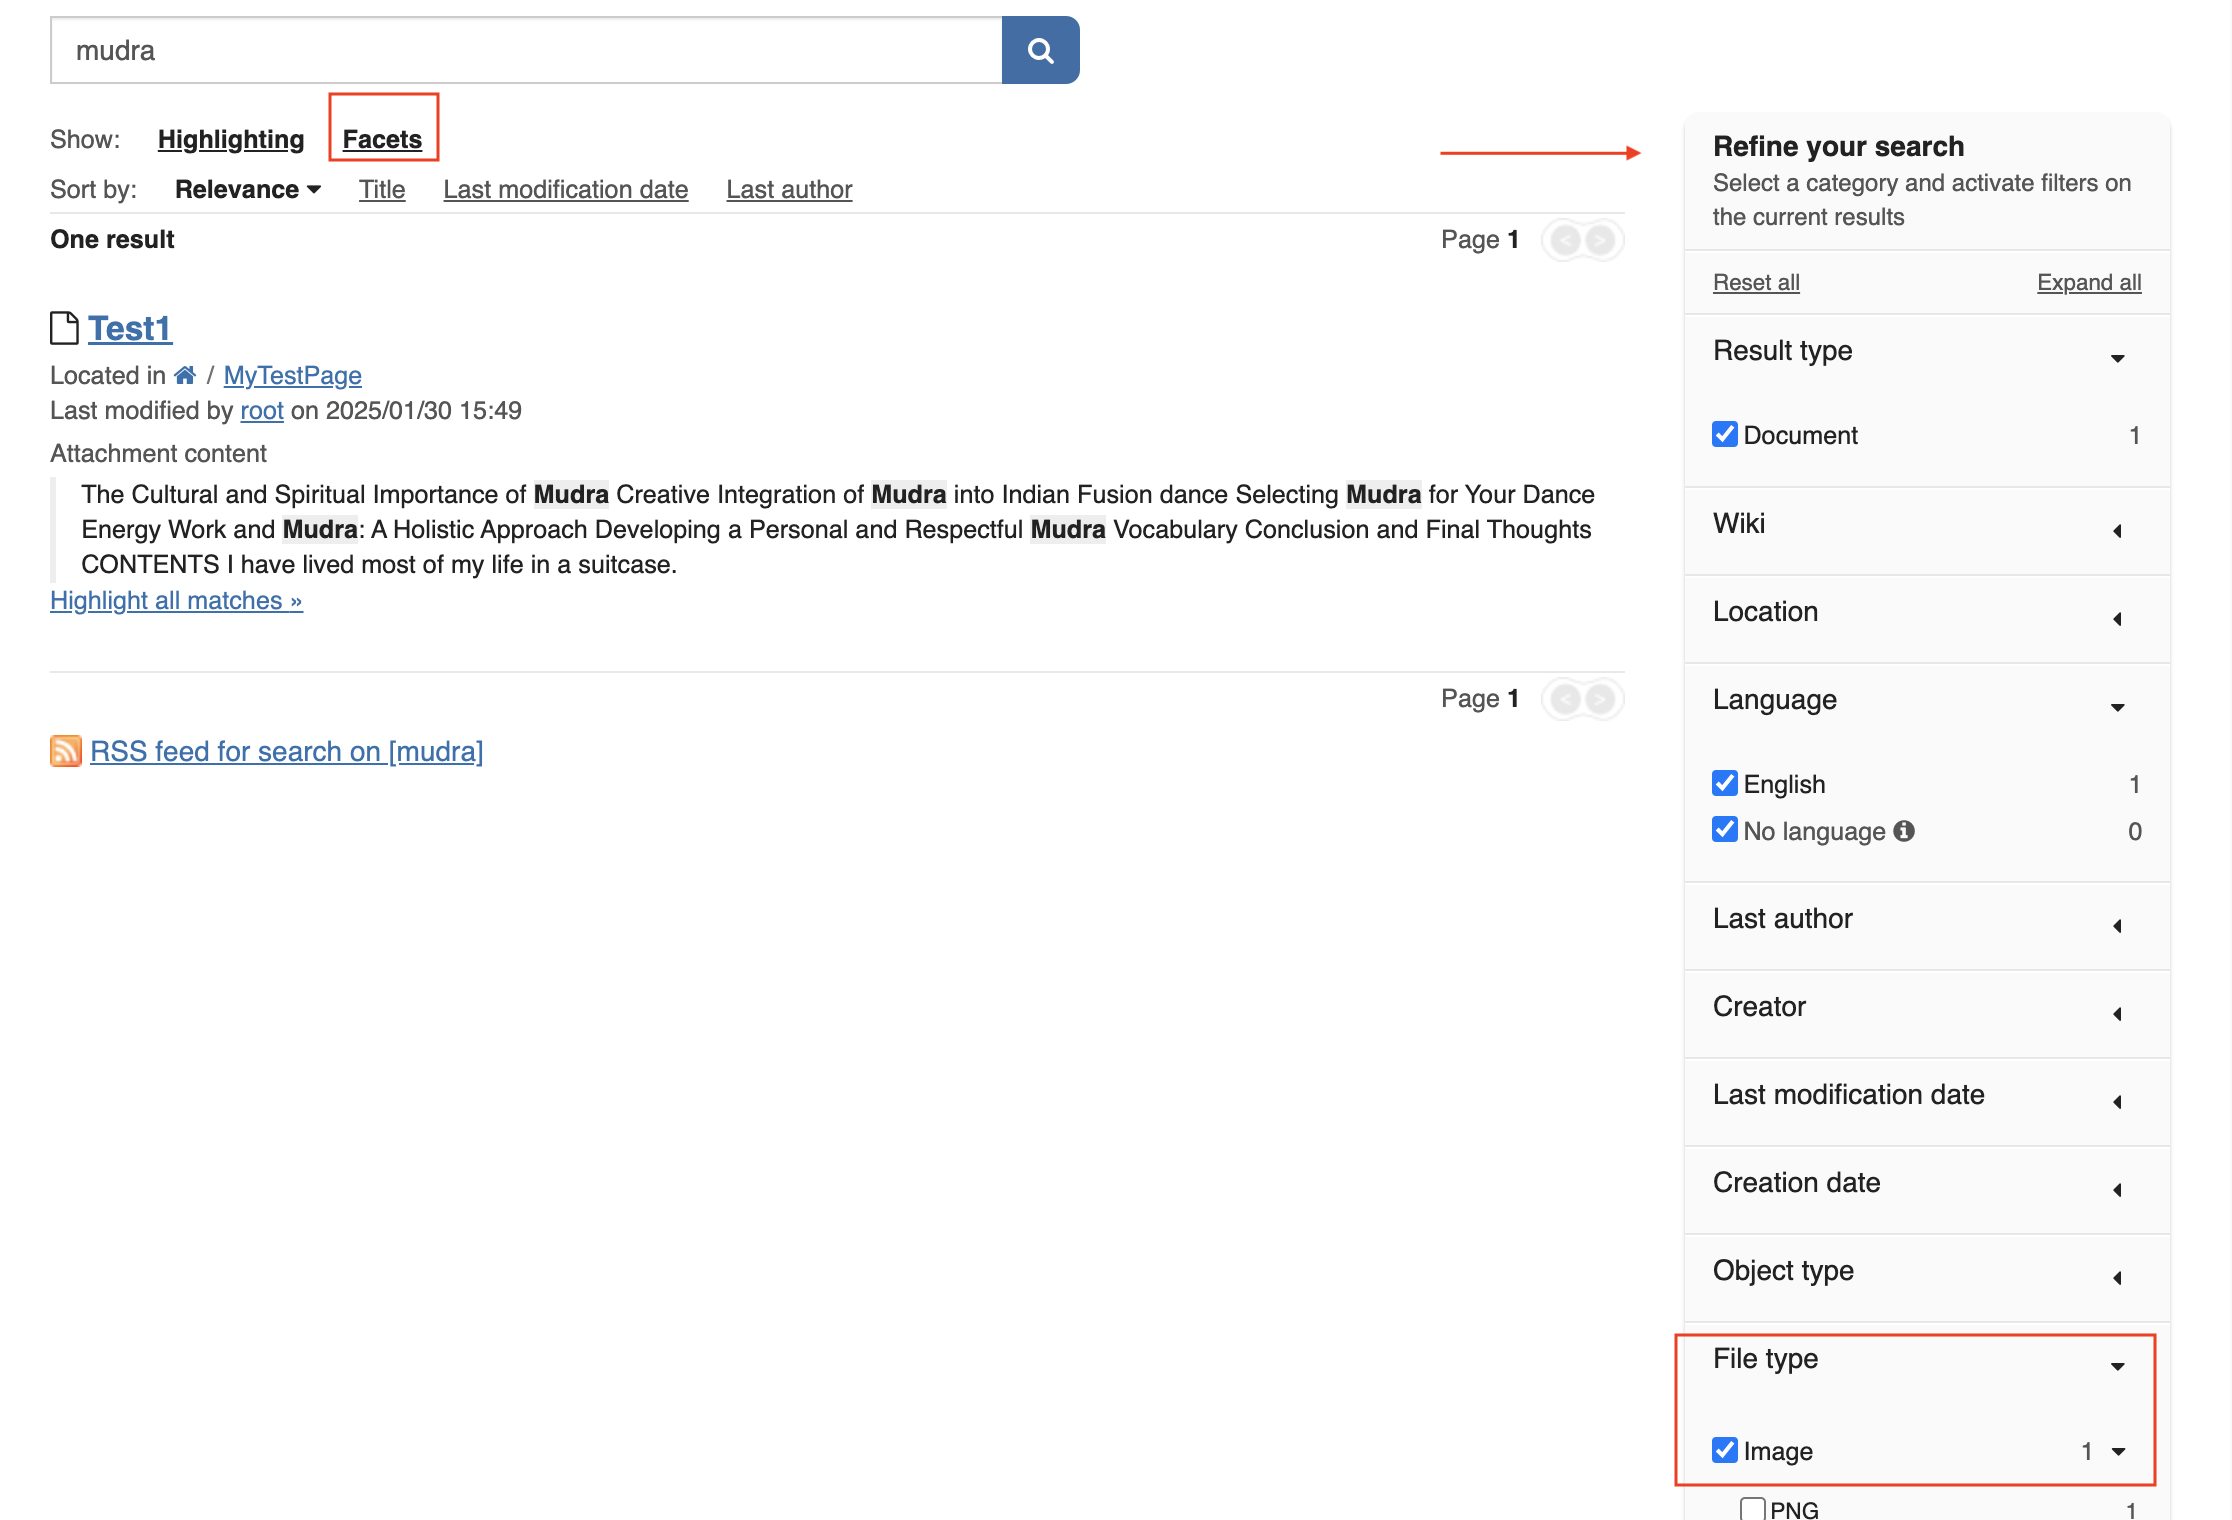 mudra
Show: Highlighting Facets
Sort by: Relevance Title Last modification date Last author
One result
Page 1 < >
Test1
Located in / MyTestPage
Last modified by root on 2025/01/30 15:49
Attachment content
The Cultural and Spiritual Importance of Mudra Creative Integration of Mudra into Indian Fusion dance Selecting Mudra for Your Dance
Energy Work and Mudra: A Holistic Approach Developing a Personal and Respectful Mudra Vocabulary Conclusion and Final Thoughts
CONTENTS I have lived most of my life in a suitcase.
Highlight all matches »
Page 1 < >
RSS feed for search on [mudra]
Refine your search
Select a category and activate filters on
the current results
Reset all Expand all
Result type
Document 1
Wiki
Location
Language
English 1
No language 0
Last author
Creator
Last modification date
Creation date
Object type
File type
Image 1
PNG 1